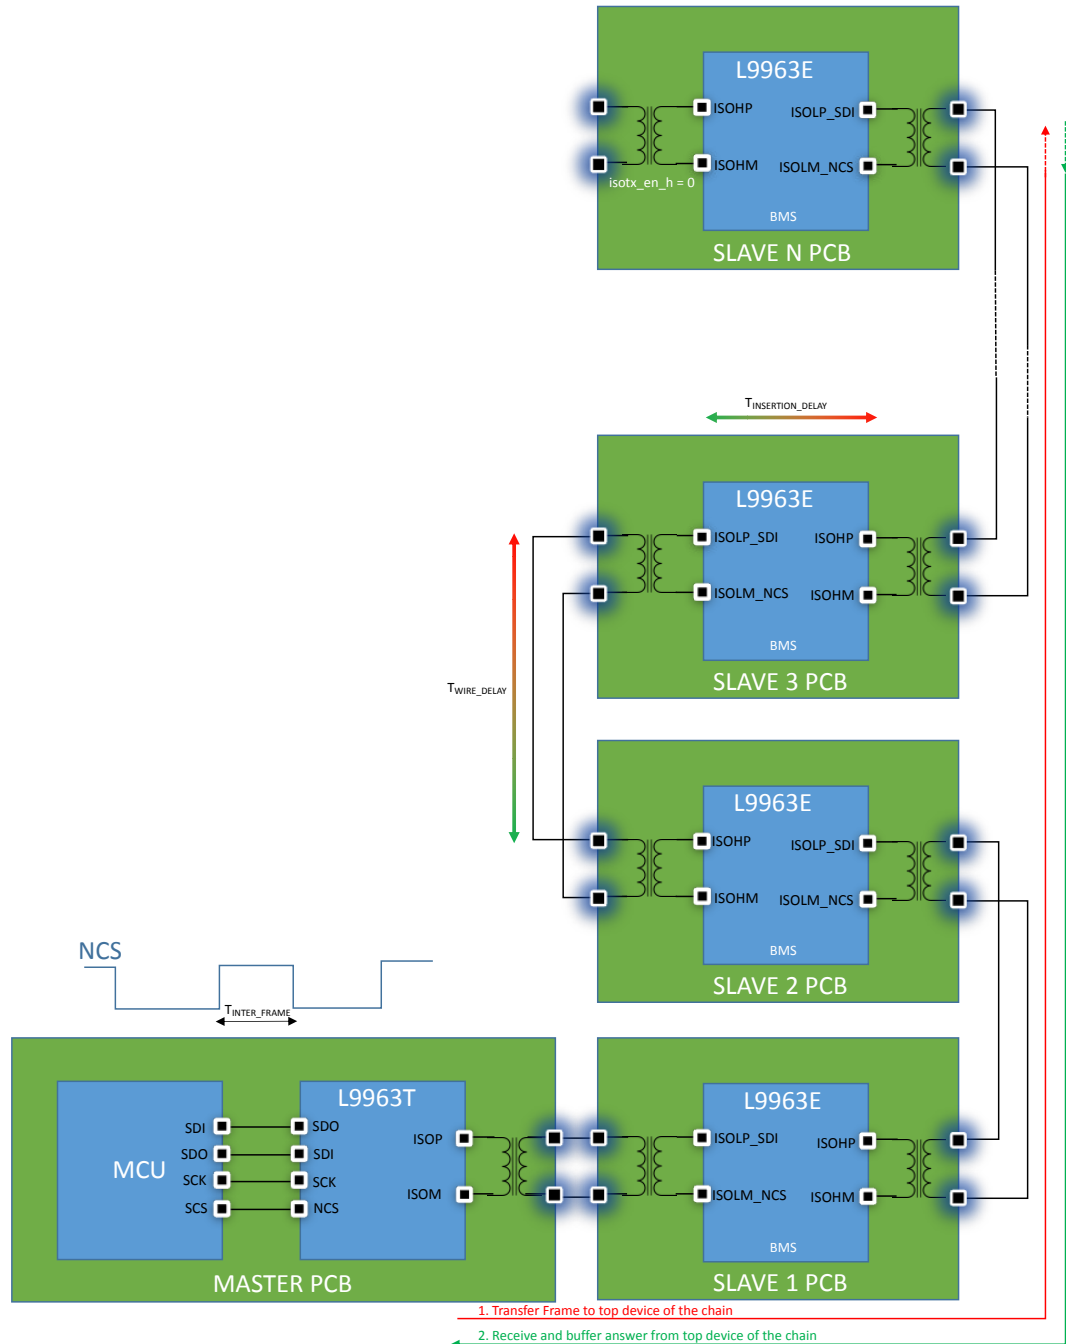 L9963E
ISOHP
ISOLP_SDI
ISOHM
ISOLM_NCS
isotx_en_h = 0
BMS
SLAVE N PCB
TINSERTION_DELAY
L9963E
ISOLP_SDI
ISOHP
ISOLM_NCS
ISOHM
BMS
SLAVE 3 PCB
TWIRE_DELAY
L9963E
ISOHP
ISOLP_SDI
ISOHM
ISOLM_NCS
BMS
SLAVE 2 PCB
NCS
TINTER_FRAME
MCU
SDI
SDO
SCK
SCS
L9963T
SDO
SDI
SCK
NCS
ISOP
ISOM
MASTER PCB
L9963E
ISOLP_SDI
ISOHP
ISOLM_NCS
ISOHM
BMS
SLAVE 1 PCB
1. Transfer Frame to top device of the chain
2. Receive and buffer answer from top device of the chain